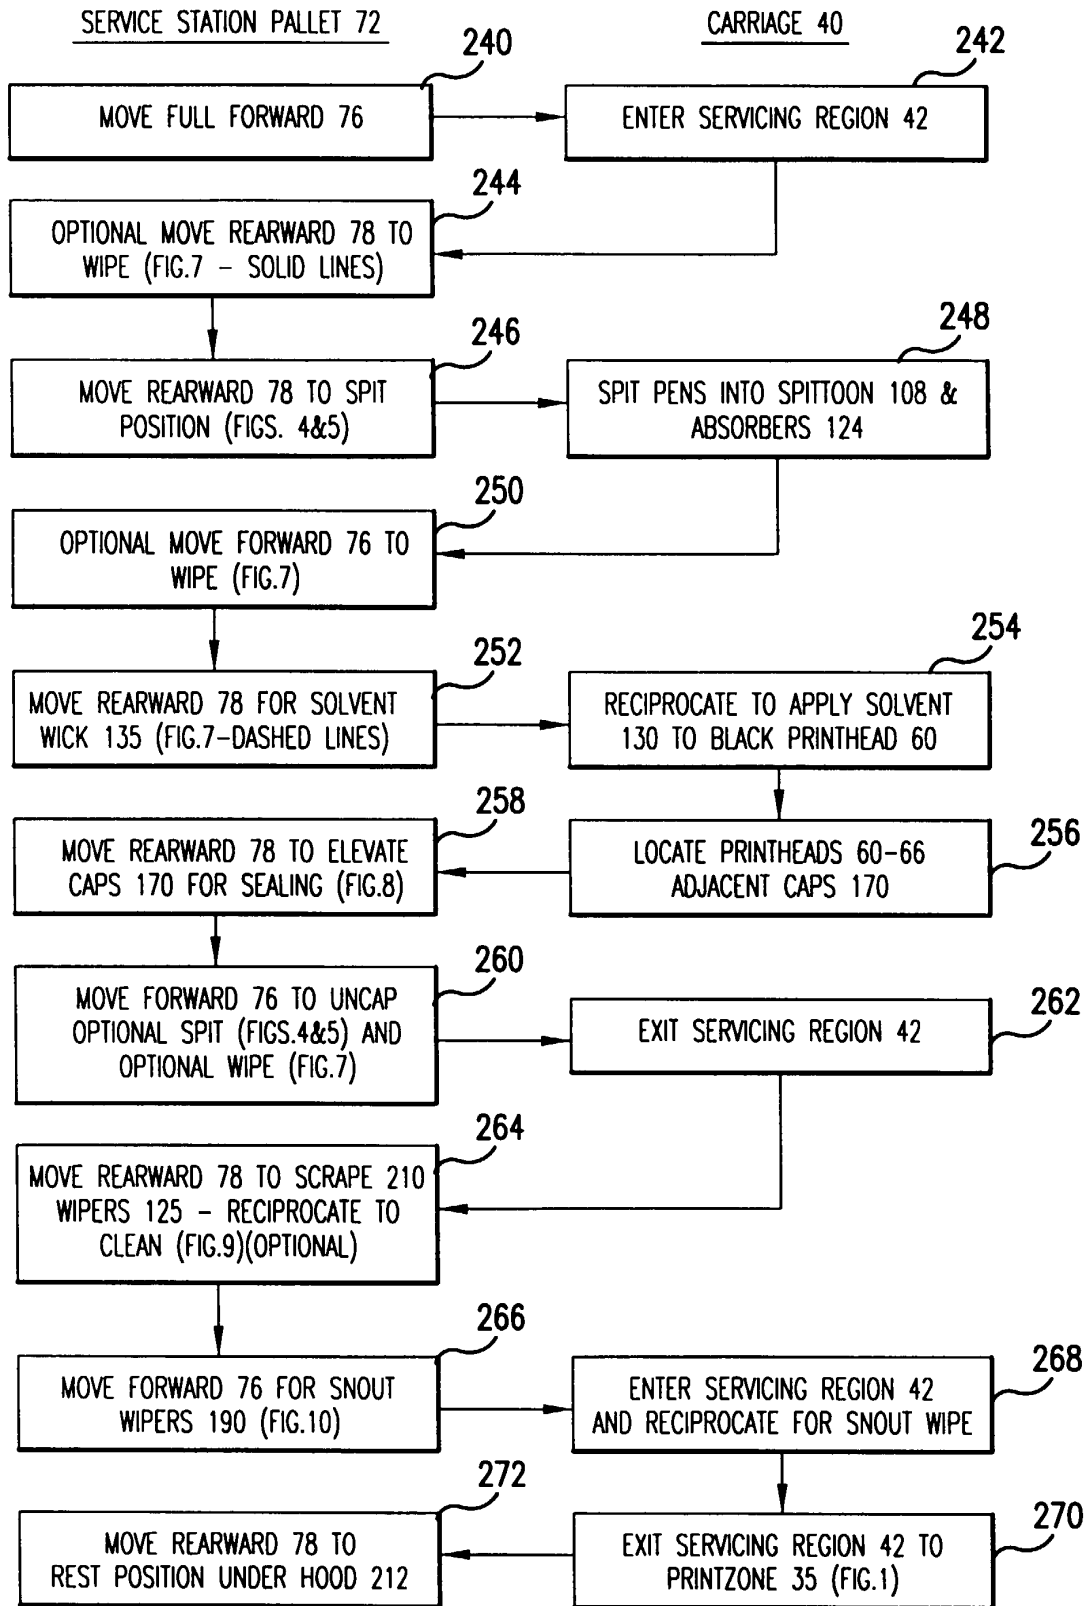 SERVICE STATION PALLET 72
CARRIAGE 40
240
MOVE FULL FORWARD 76
242
ENTER SERVICING REGION 42
244
OPTIONAL MOVE REARWARD 78 TO
WIPE (FIG.7 – SOLID LINES)
246
MOVE REARWARD 78 TO SPIT
POSITION (FIGS. 4&5)
248
SPIT PENS INTO SPITTOON 108 &
ABSORBERS 124
250
OPTIONAL MOVE FORWARD 76 TO
WIPE (FIG.7)
252
MOVE REARWARD 78 FOR SOLVENT
WICK 135 (FIG.7–DASHED LINES)
254
RECIPROCATE TO APPLY SOLVENT
130 TO BLACK PRINTHEAD 60
256
LOCATE PRINTHEADS 60–66
ADJACENT CAPS 170
258
MOVE REARWARD 78 TO ELEVATE
CAPS 170 FOR SEALING (FIG.8)
260
MOVE FORWARD 76 TO UNCAP
OPTIONAL SPIT (FIGS.4&5) AND
OPTIONAL WIPE (FIG.7)
262
EXIT SERVICING REGION 42
264
MOVE REARWARD 78 TO SCRAPE 210
WIPERS 125 – RECIPROCATE TO
CLEAN (FIG.9)(OPTIONAL)
266
MOVE FORWARD 76 FOR SNOUT
WIPERS 190 (FIG.10)
268
ENTER SERVICING REGION 42
AND RECIPROCATE FOR SNOUT WIPE
270
EXIT SERVICING REGION 42 TO
PRINTZONE 35 (FIG.1)
272
MOVE REARWARD 78 TO
REST POSITION UNDER HOOD 212